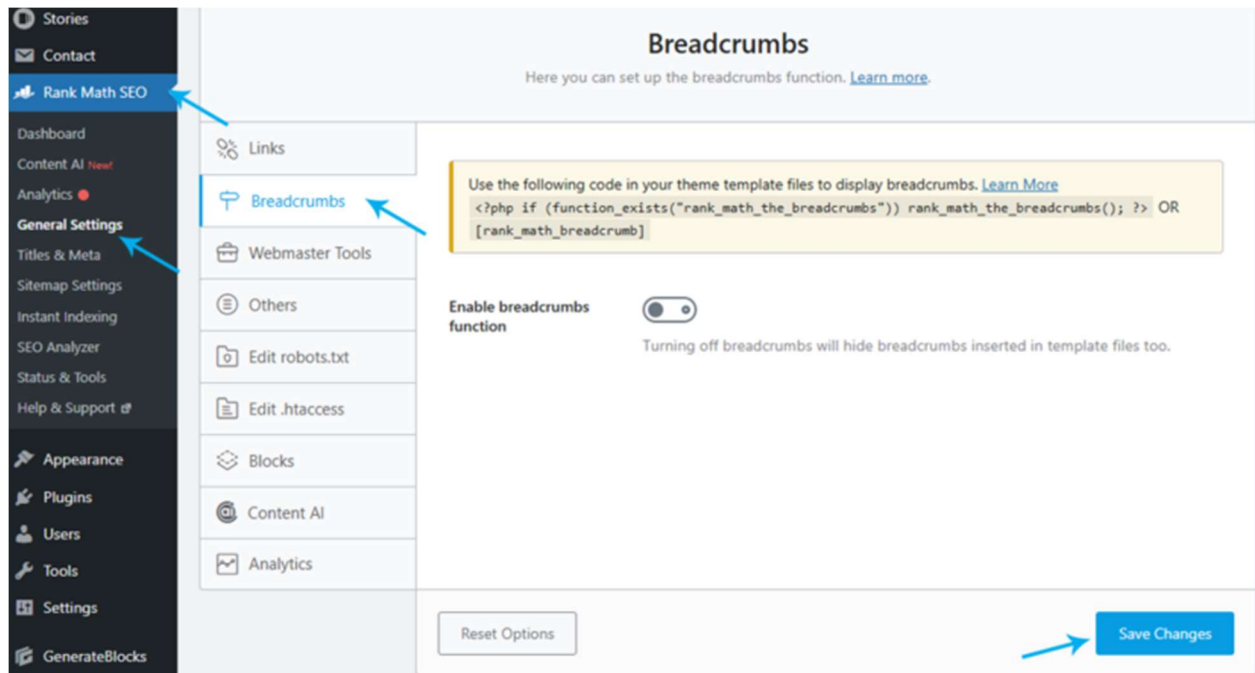 Stories
Contact
Rank Math SEO
Dashboard
Content AI New!
Analytics
General Settings
Titles & Meta
Sitemap Settings
Instant Indexing
SEO Analyzer
Status & Tools
Help & Support
Appearance
Plugins
Users
Tools
Settings
GenerateBlocks
Breadcrumbs
Here you can set up the breadcrumbs function. Learn more.
Links
Breadcrumbs
Webmaster Tools
Others
Edit robots.txt
Edit .htaccess
Blocks
Content AI
Analytics
Use the following code in your theme template files to display breadcrumbs. Learn More
<?php if (function_exists("rank_math_the_breadcrumbs")) rank_math_the_breadcrumbs(); ?> OR
[rank_math_breadcrumb]
Enable breadcrumbs
function
Turning off breadcrumbs will hide breadcrumbs inserted in template files too.
Reset Options
Save Changes